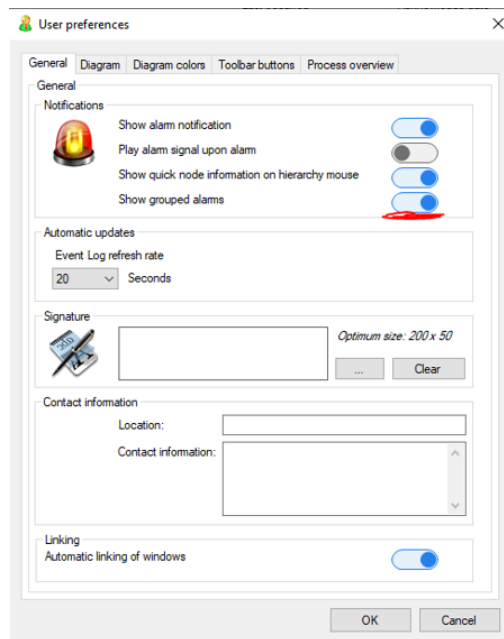 User preferences
General Diagram Diagram colors Toolbar buttons Process overview
General
Notifications
Show alarm notification
Play alarm signal upon alarm
Show quick node information on hierarchy mouse
Show grouped alarms
Automatic updates
Event Log refresh rate
20 Seconds
Signature
Optimum size: 200 x 50
... Clear
Contact information
Location:
Contact information:
Linking
Automatic linking of windows
OK Cancel